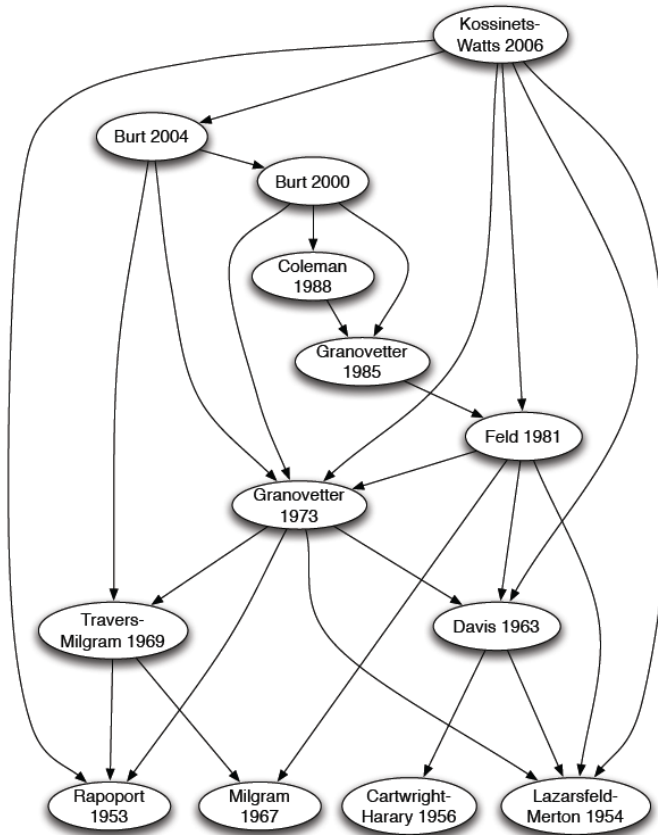 Kossinets-
Watts 2006
Burt 2004
Burt 2000
Coleman
1988
Granovetter
1985
Feld 1981
Granovetter
1973
Travers-
Milgram 1969
Davis 1963
Rapoport
1953
Milgram
1967
Cartwright-
Harary 1956
Lazarsfeld-
Merton 1954